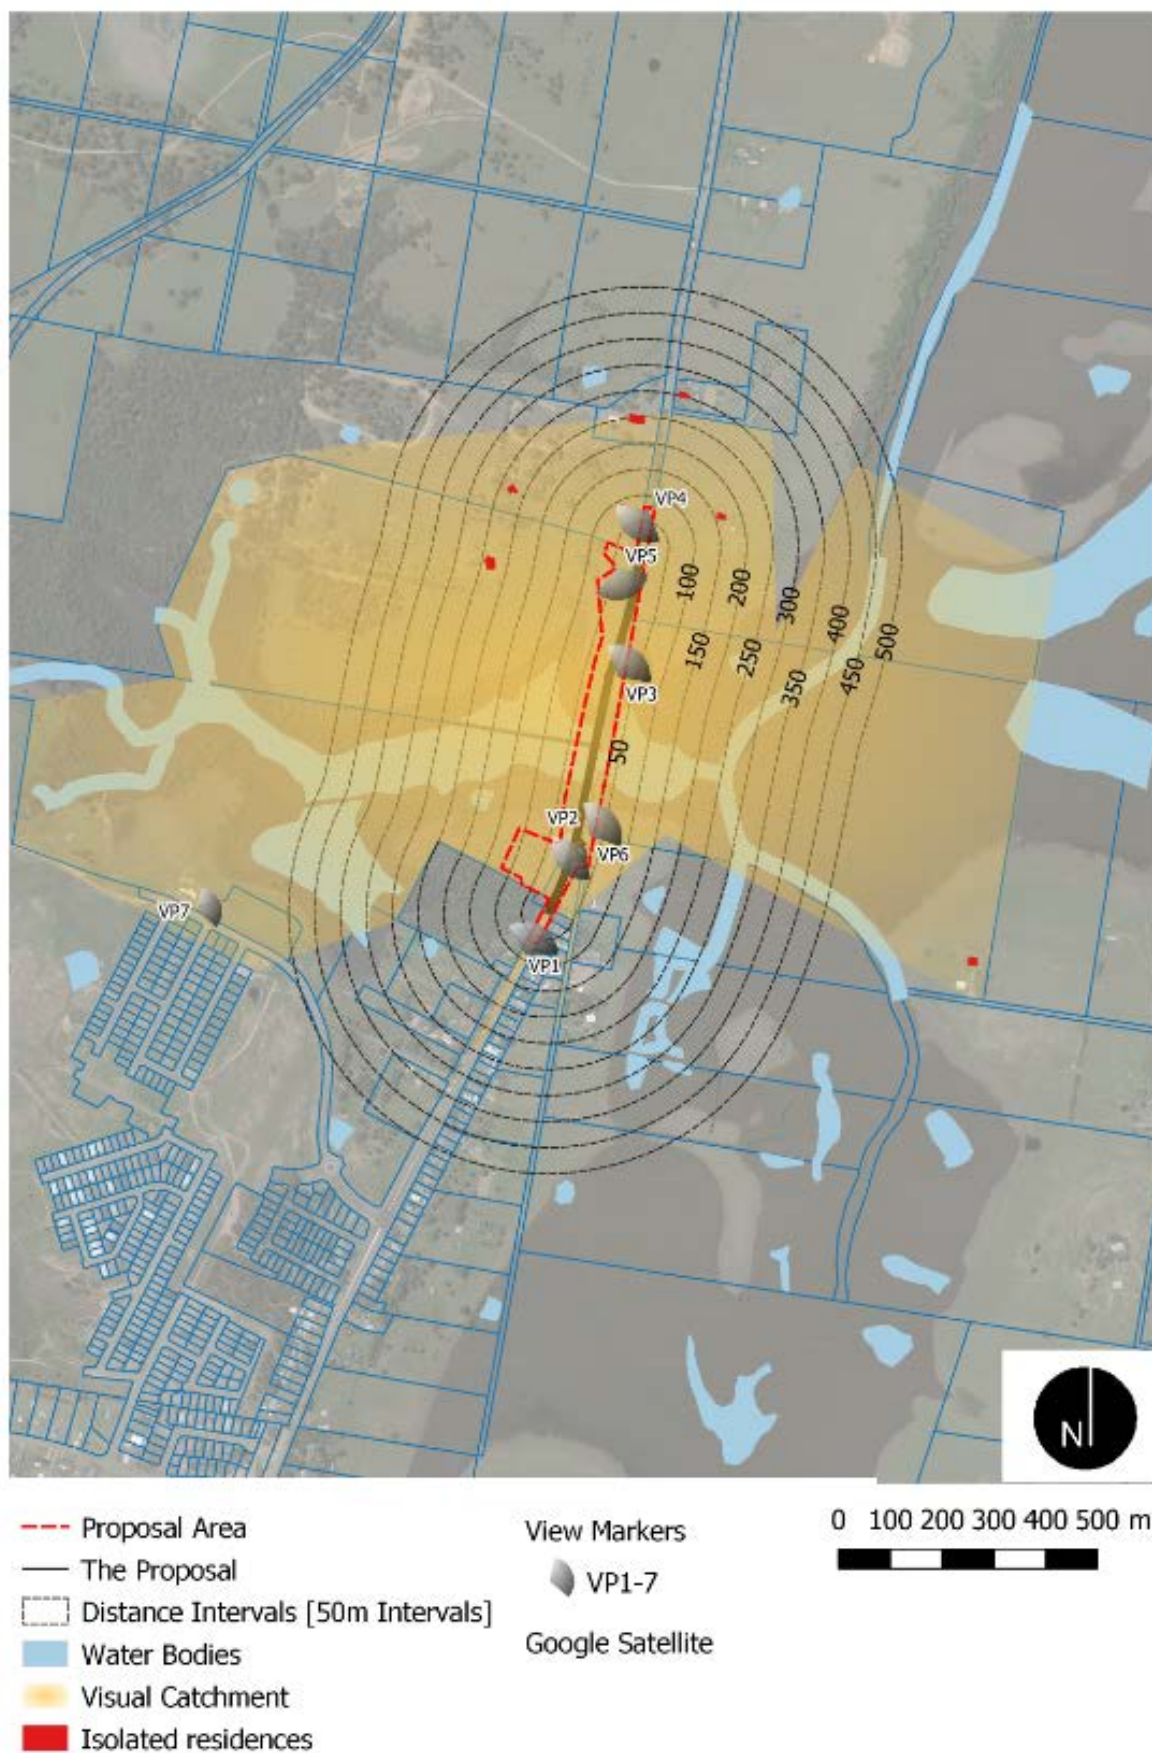 VP4
VP5
100
200
300
400
500
150
250
350
450
VP3
50
VP2
VP6
VP7
VP1
N
Proposal Area
The Proposal
Distance Intervals [50m Intervals]
Water Bodies
Visual Catchment
Isolated residences
View Markers
VP1-7
Google Satellite
0 100 200 300 400 500 m